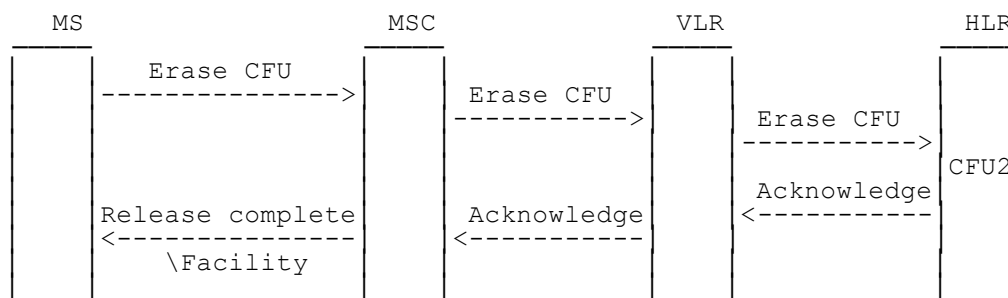 MS MSC VLR HLR
Erase CFU
------------------> Erase CFU
-----------> Erase CFU
----------->
CFU2
Acknowledge
Release complete Acknowledge <-----------
<--------------- <-----------
\Facility